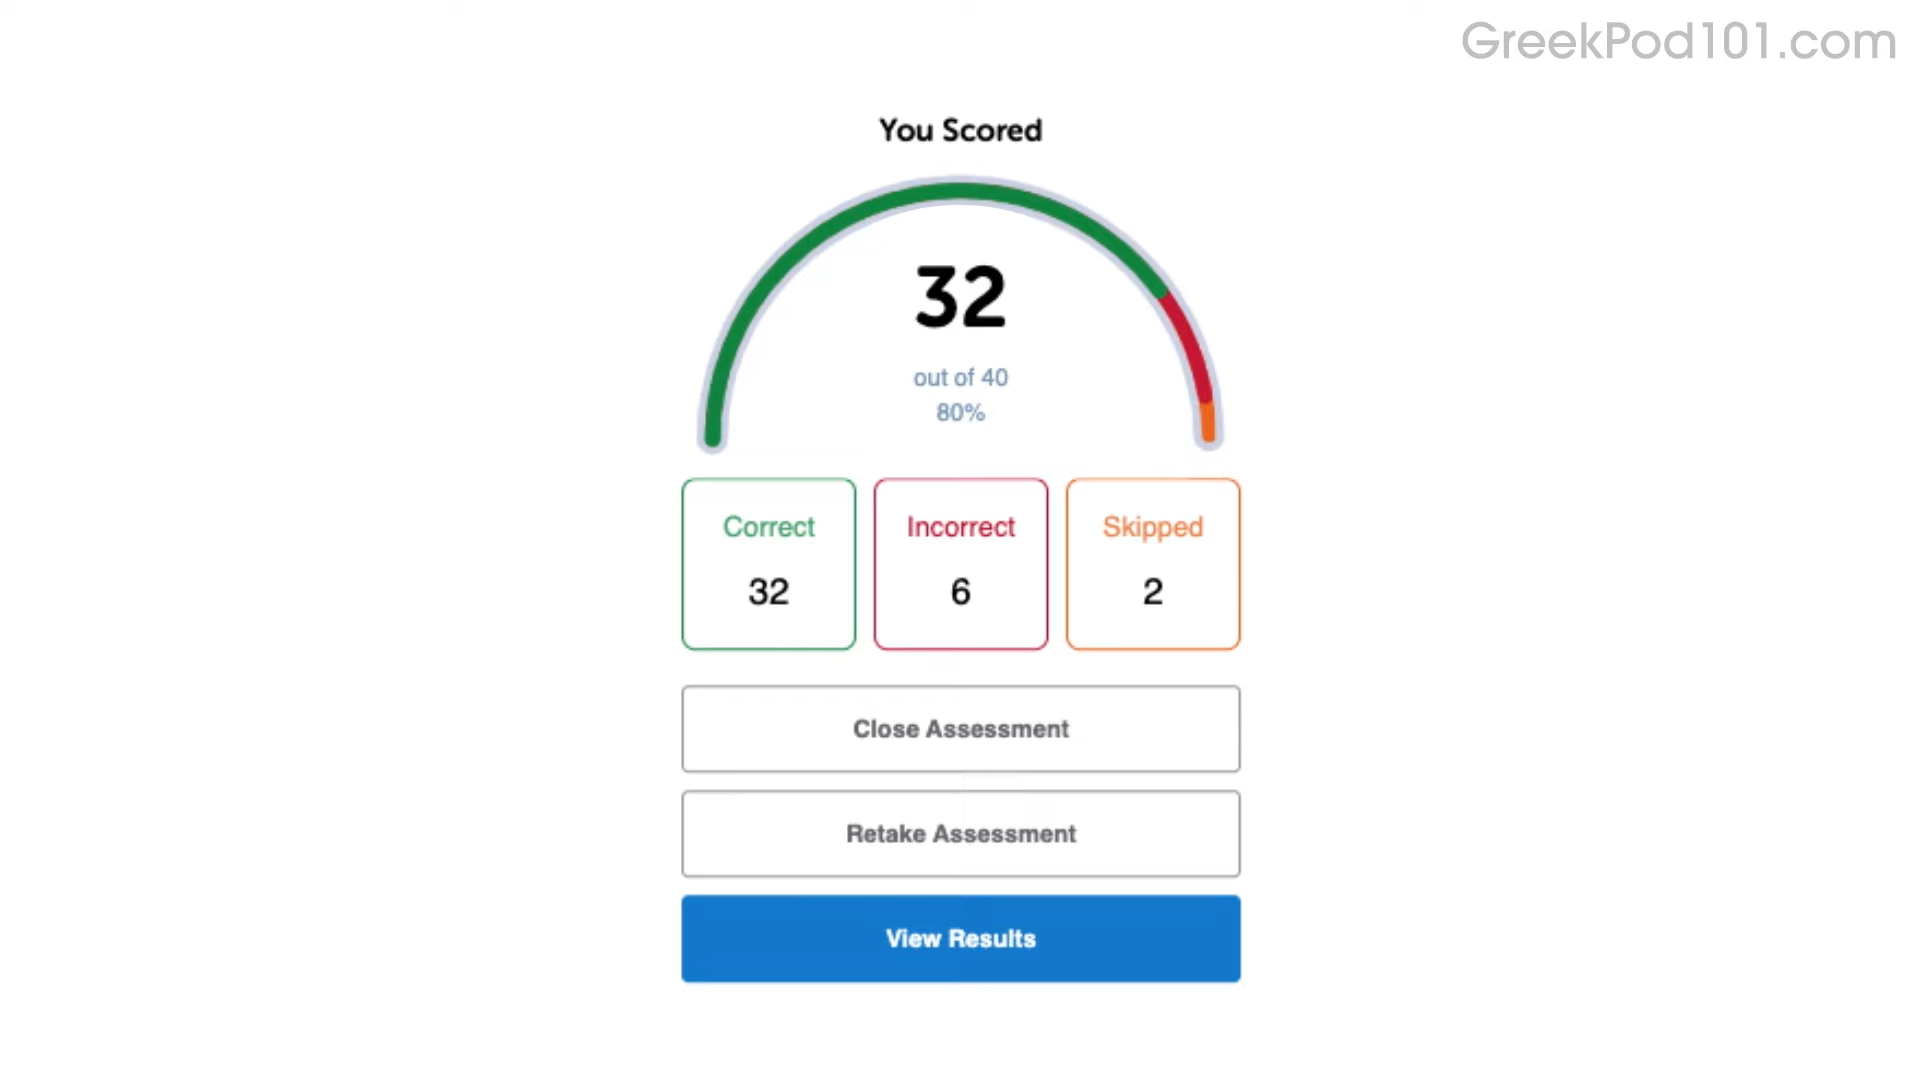 GreekPod101.com
You Scored
32
out of 40
80%
Correct
32
Incorrect
6
Skipped
2
Close Assessment
Retake Assessment
View Results